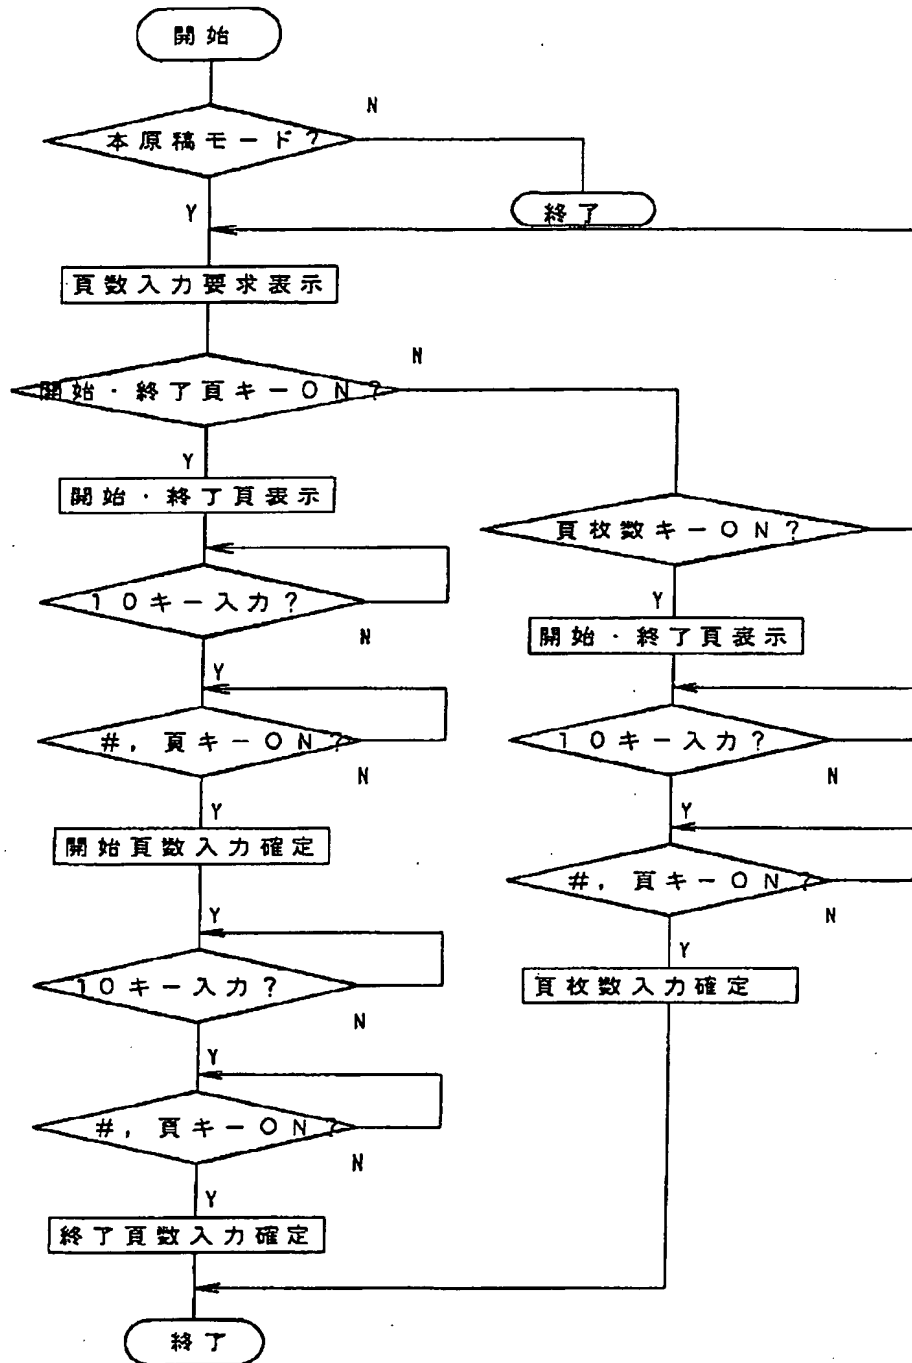 開始
N
本原稿モード?
Y
終了
頁数入力要求表示
N
開始・終了頁キーON?
Y
開始・終了頁表示
頁枚数キーON?
10キー入力?
Y
N
開始・終了頁表示
Y
#,頁キーON?
10キー入力?
N
N
Y
Y
開始頁数入力確定
#,頁キーON?
Y
N
Y
10キー入力?
頁枚数入力確定
N
Y
#,頁キーON?
N
Y
終了頁数入力確定
終了